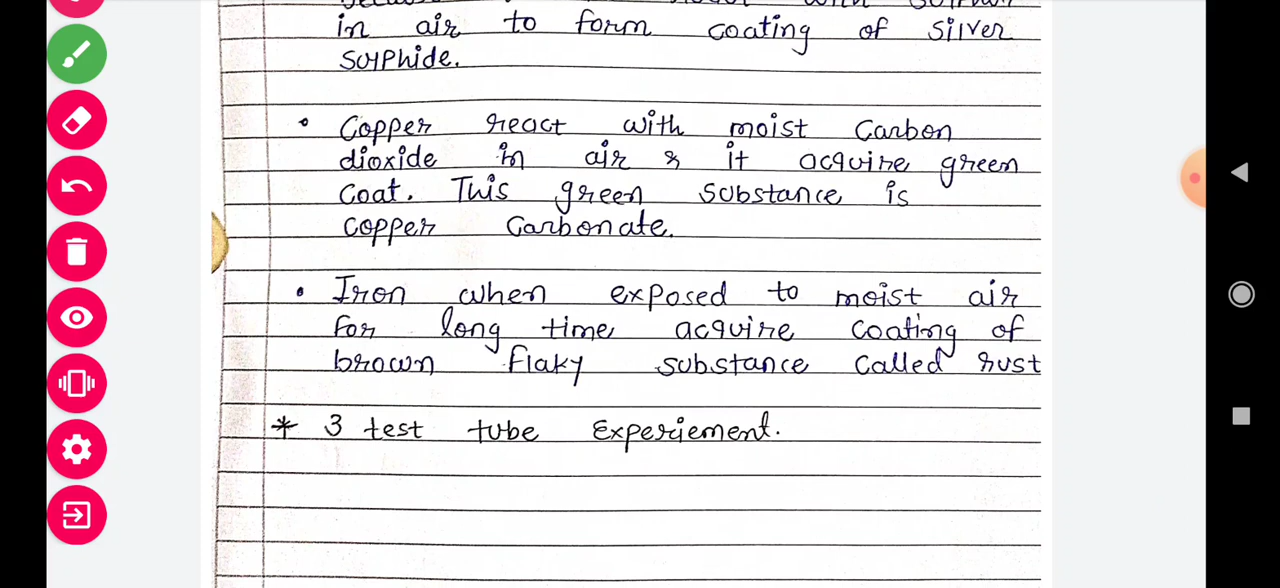 in air to form coating of silver
sulphide.
• Copper react with moist Carbon
dioxide in air & it acquire green
coat. This green substance is
copper Carbonate.
• Iron when exposed to moist air
for long time acquire coating of
brown flaky substance called rust
* 3 test tube Experiement.